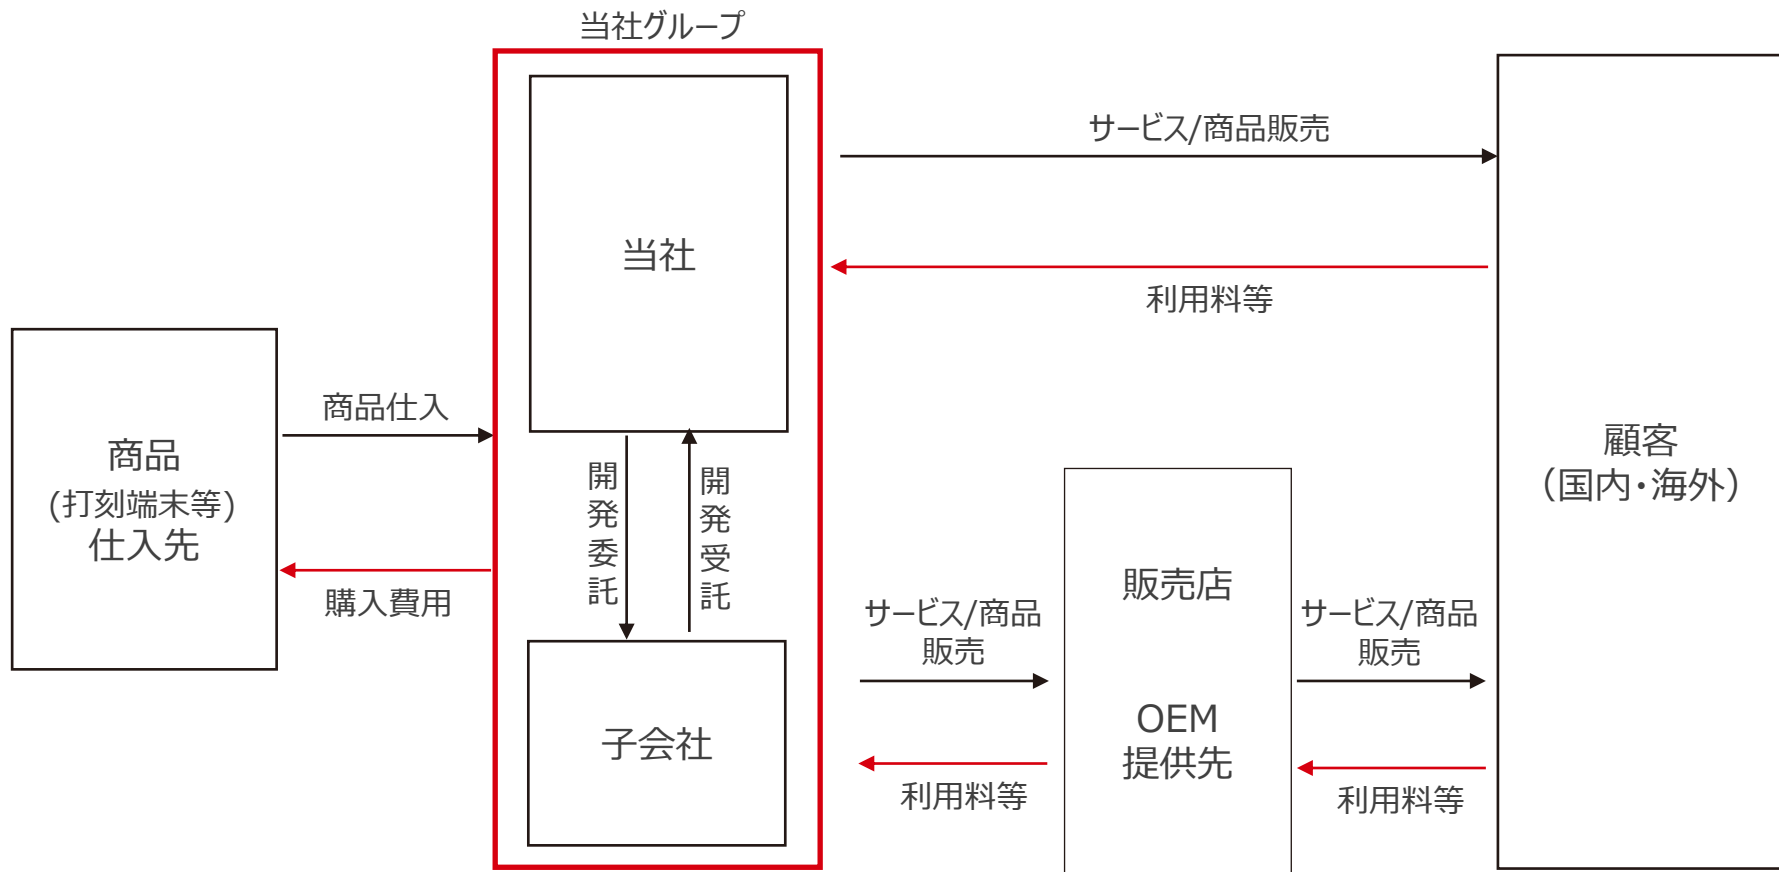 当社グループ
サービス/商品販売
当社
利用料等
商品仕入
商品
(打刻端末等)
仕入先
購入費用
開発委託
開発受託
子会社
サービス/商品
販売
利用料等
販売店
OEM
提供先
サービス/商品
販売
利用料等
顧客
(国内・海外)